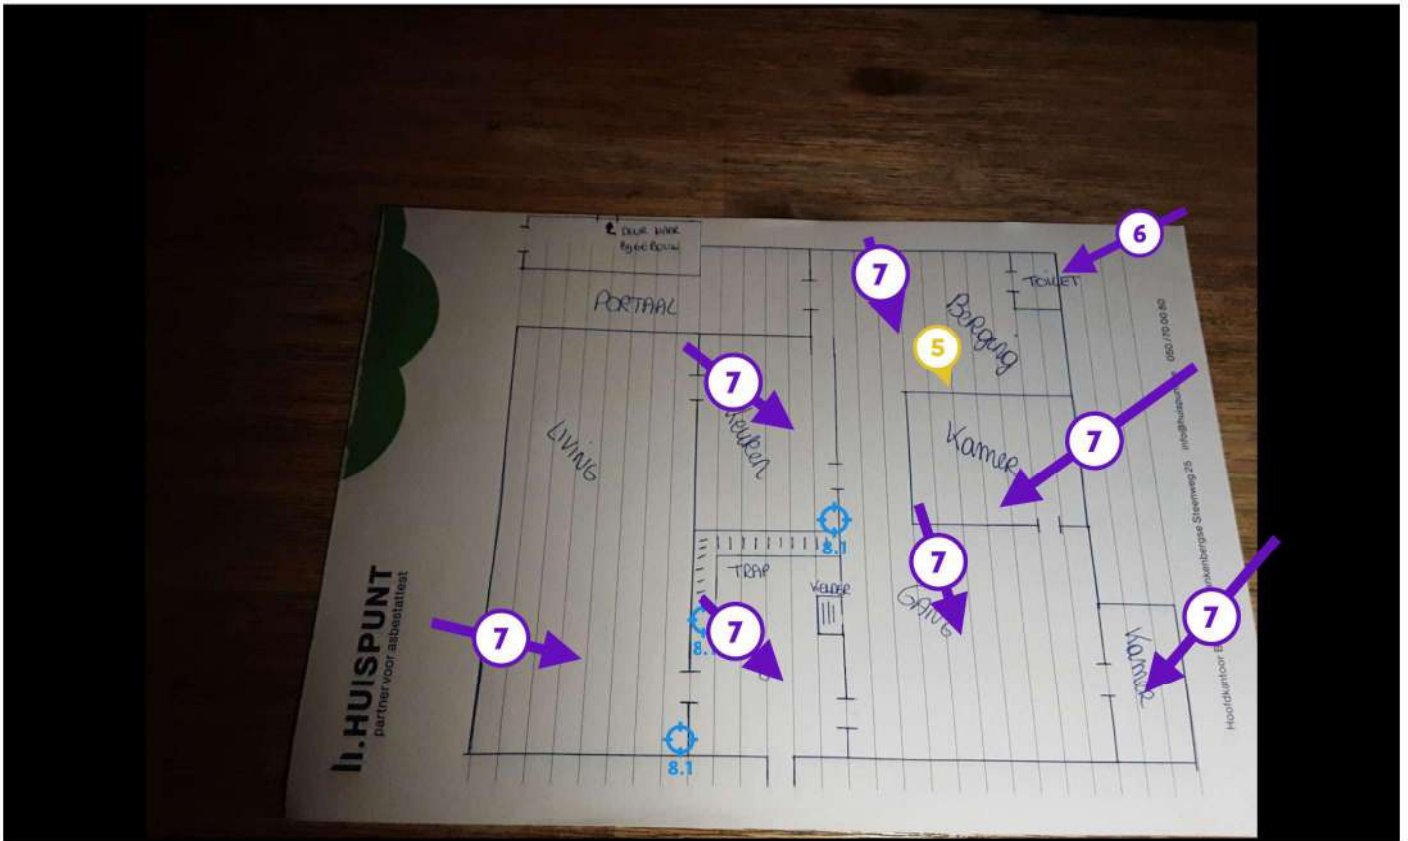 DEUR NAAR
BIJGEBOUW
6
7
TOILET
PORTAAL
Berging
5
7
Keuken
LIVING
Kamer
7
8.1
TRAP
7
KELDER
GANG
7
8.1
7
7
Kamer
8.1
h.HUISPUNT
partner voor asbestattest
Hoofdkantoor Blankenbergse Steenweg 25 info@huispunt 050 / 70 00 80